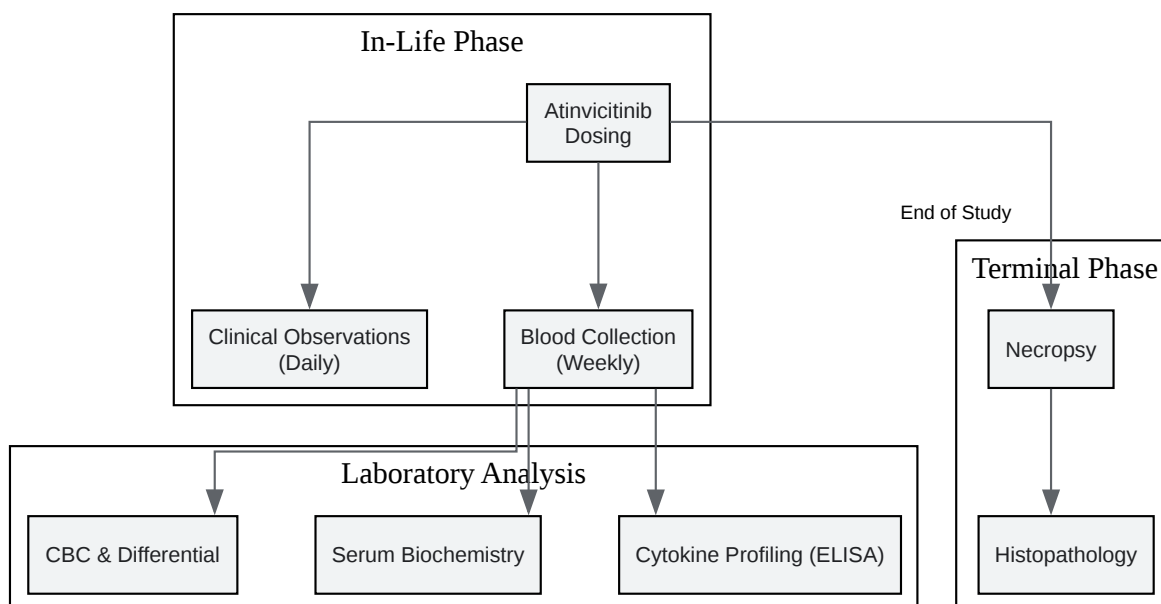 In-Life Phase
Atinvicitinib
Dosing
End of Study
Terminal Phase
Clinical Observations
(Daily)
Blood Collection
(Weekly)
Necropsy
Laboratory Analysis
CBC & Differential
Serum Biochemistry
Cytokine Profiling (ELISA)
Histopathology